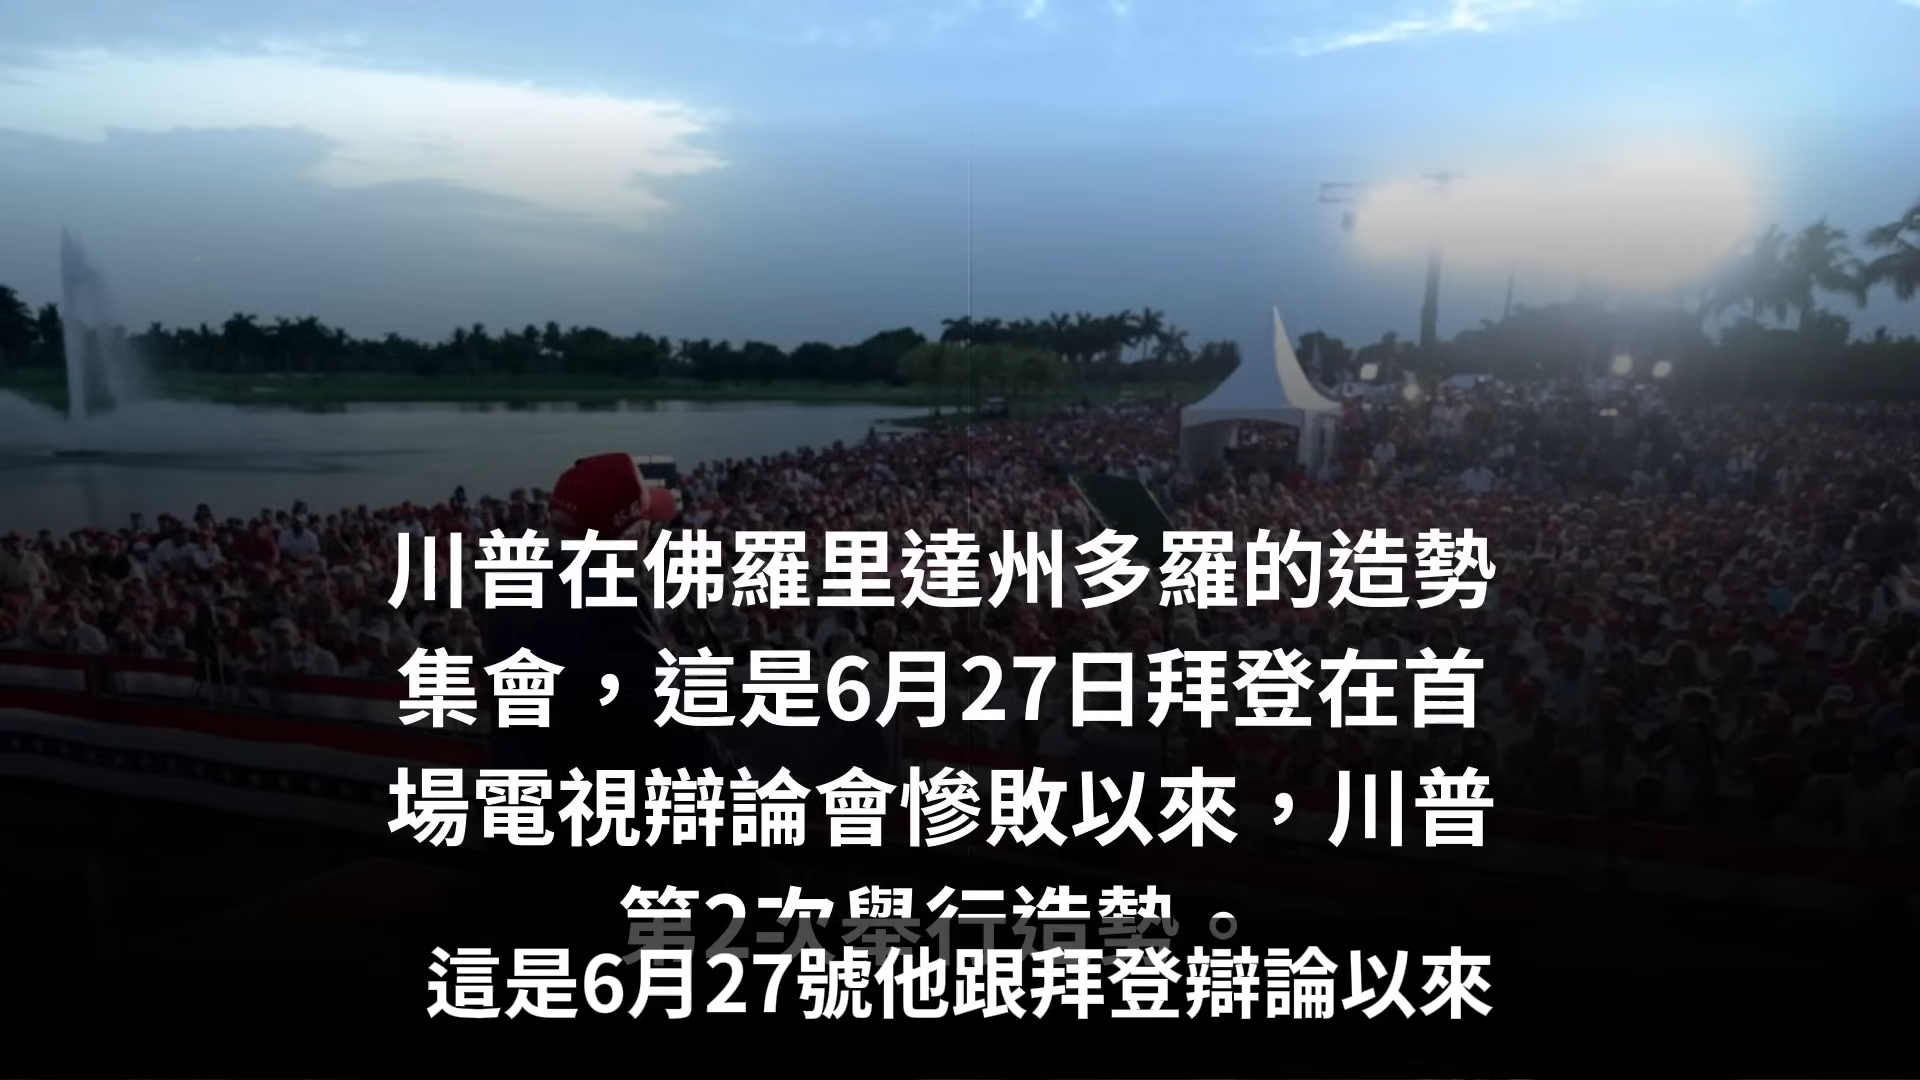 川普在佛羅里達州多羅的造勢
集會，這是6月27日拜登在首
場電視辯論會慘敗以來，川普
第2次舉行造勢。
這是6月27號他跟拜登辯論以來